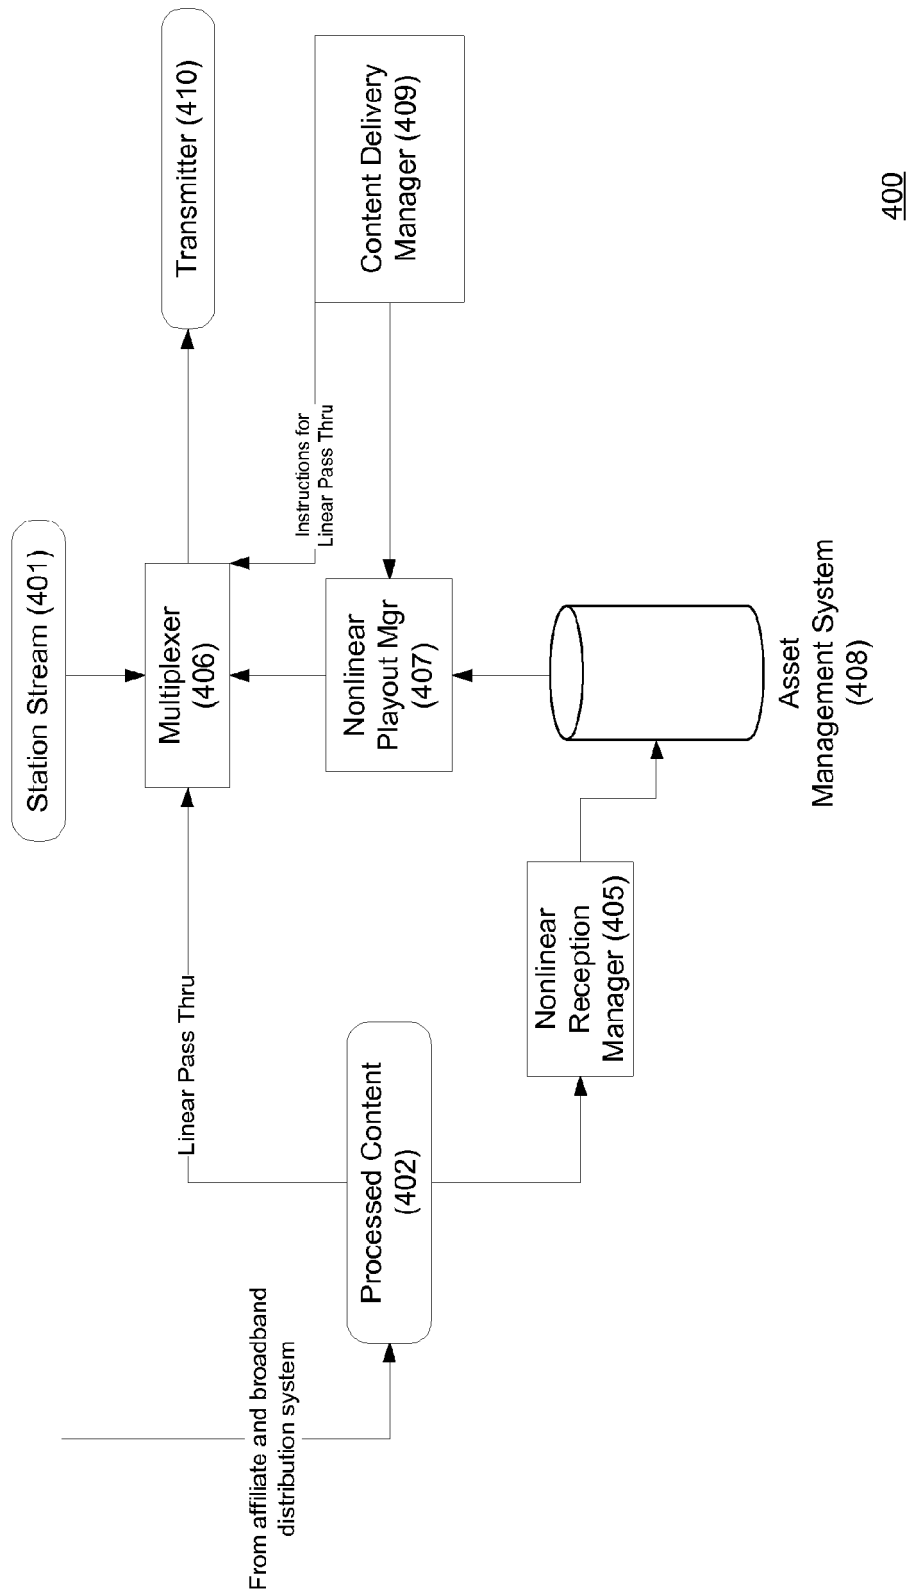 Station Stream (401)
Transmitter (410)
Multiplexer
(406)
Linear Pass Thru
Instructions for
Linear Pass Thru
Content Delivery
Manager (409)
From affiliate and broadband
distribution system
Processed Content
(402)
Nonlinear
Playout Mgr
(407)
Nonlinear
Reception
Manager (405)
Asset
Management System
(408)
400